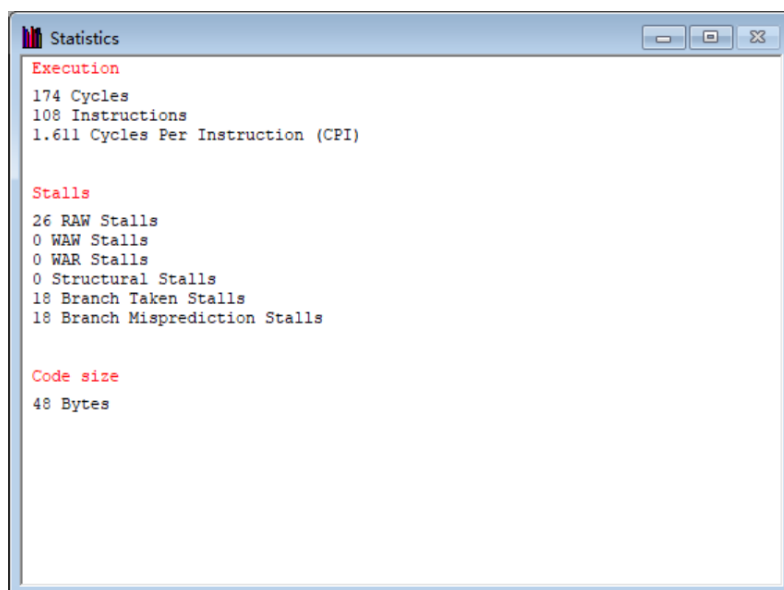 Statistics
Execution
174 Cycles
108 Instructions
1.611 Cycles Per Instruction (CPI)
Stalls
26 RAW Stalls
0 WAW Stalls
0 WAR Stalls
0 Structural Stalls
18 Branch Taken Stalls
18 Branch Misprediction Stalls
Code size
48 Bytes